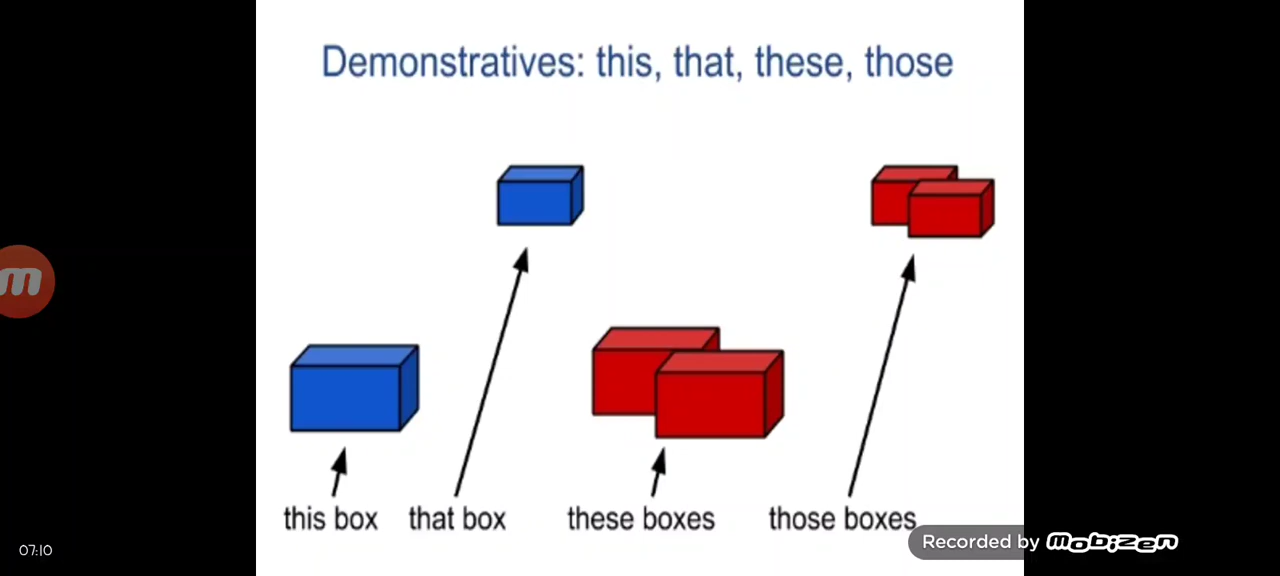 Demonstratives: this, that, these, those
this box that box these boxes those boxes
Recorded by mobizen
07:10
m